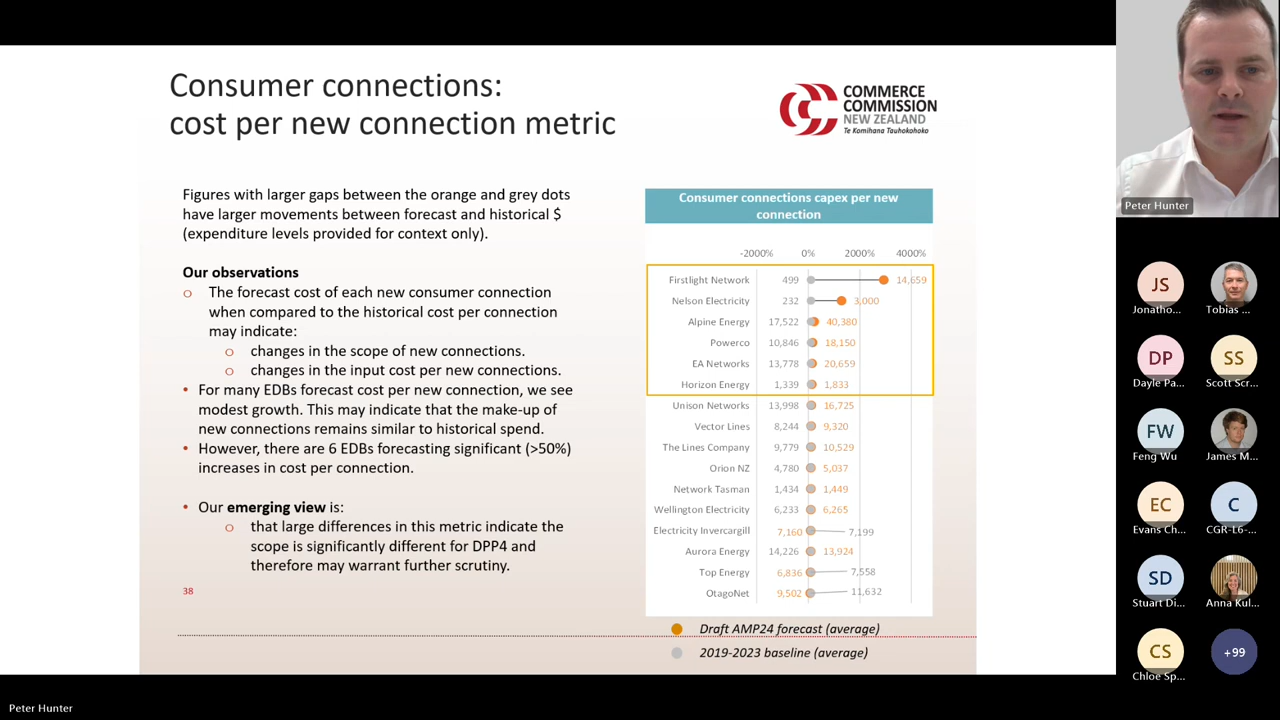 Consumer connections:
cost per new connection metric
COMMERCE
COMMISSION
NEW ZEALAND
Te Komihana Tauhokohoko
Figures with larger gaps between the orange and grey dots
have larger movements between forecast and historical $
(expenditure levels provided for context only).
Our observations
o The forecast cost of each new consumer connection
when compared to the historical cost per connection
may indicate:
o changes in the scope of new connections.
o changes in the input cost per new connections.
• For many EDBs forecast cost per new connection, we see
modest growth. This may indicate that the make-up of
new connections remains similar to historical spend.
• However, there are 6 EDBs forecasting significant (>50%)
increases in cost per connection.
• Our emerging view is:
o that large differences in this metric indicate the
scope is significantly different for DPP4 and
therefore may warrant further scrutiny.
38
Consumer connections capex per new
connection
-2000% 0% 2000% 4000%
Firstlight Network 499 14,659
Nelson Electricity 232 3,000
Alpine Energy 17,522 40,380
Powerco 10,846 18,150
EA Networks 13,778 20,659
Horizon Energy 1,339 1,833
Unison Networks 13,998 16,725
Vector Lines 8,244 9,320
The Lines Company 9,779 10,529
Orion NZ 4,780 5,037
Network Tasman 1,434 1,449
Wellington Electricity 6,233 6,265
Electricity Invercargill 7,160 7,199
Aurora Energy 14,226 13,924
Top Energy 6,836 7,558
OtagoNet 9,502 11,632
Draft AMP24 forecast (average)
2019-2023 baseline (average)
Peter Hunter
JS
Jonatho...
Tobias ...
DP
Dayle Pa...
SS
Scott Scr...
FW
Feng Wu
James M...
EC
Evans Ch...
C
CGR-L6-...
SD
Stuart Di...
Anna Kul...
CS
Chloe Sp...
+99
Peter Hunter